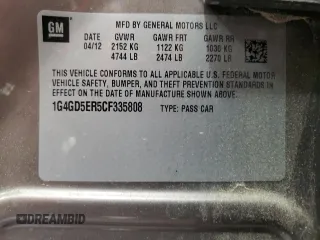 GM
MFD BY GENERAL MOTORS LLC
DATE GVWR GAWR FRT GAWR RR
04/12 2152 KG 1122 KG 1030 KG
4744 LB 2474 LB 2270 LB
THIS VEHICLE CONFORMS TO ALL APPLICABLE U.S. FEDERAL MOTOR
VEHICLE SAFETY, BUMPER, AND THEFT PREVENTION STANDARDS IN
EFFECT ON THE DATE OF MANUFACTURE SHOWN ABOVE.
1G4GD5ER5CF335808 TYPE: PASS CAR
DREAMBID